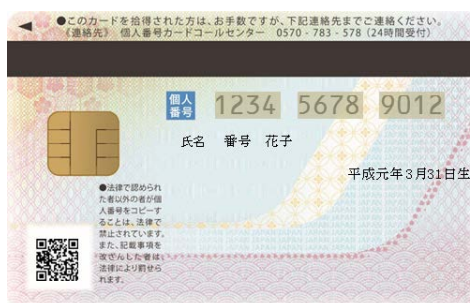 ●このカードを拾得された方は、お手数ですが、下記連絡先までご連絡ください。
《連絡先》 個人番号カードコールセンター 0570-783-578(24時間受付)
個人番号 1234 5678 9012
氏名 番号 花子
平成元年3月31日生
●法律で認められ
た者以外の者が個
人番号をコピーす
ることは、法律で
禁止されています。
また、記載事項を
改ざんした者は、
法律により罰せら
れます。